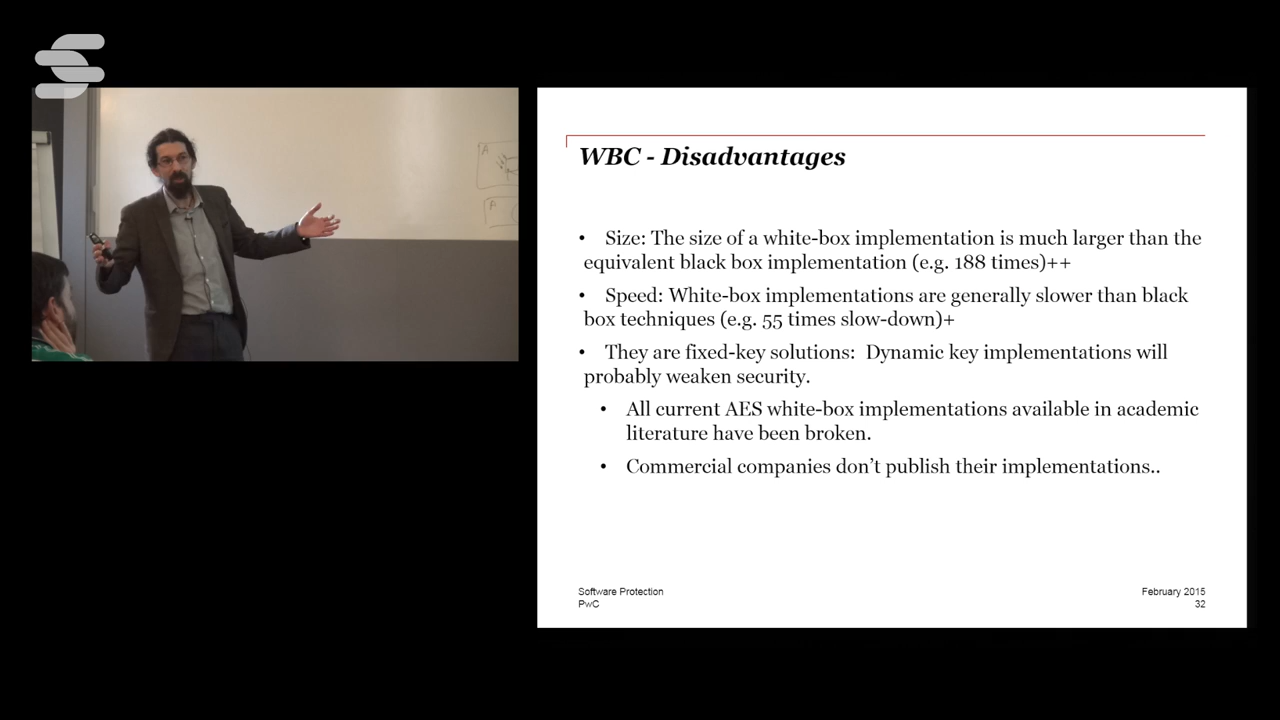 WBC - Disadvantages
• Size: The size of a white-box implementation is much larger than the
equivalent black box implementation (e.g. 188 times)++
• Speed: White-box implementations are generally slower than black
box techniques (e.g. 55 times slow-down)+
• They are fixed-key solutions: Dynamic key implementations will
probably weaken security.
• All current AES white-box implementations available in academic
literature have been broken.
• Commercial companies don't publish their implementations..
Software Protection
PwC
February 2015
32
A
P